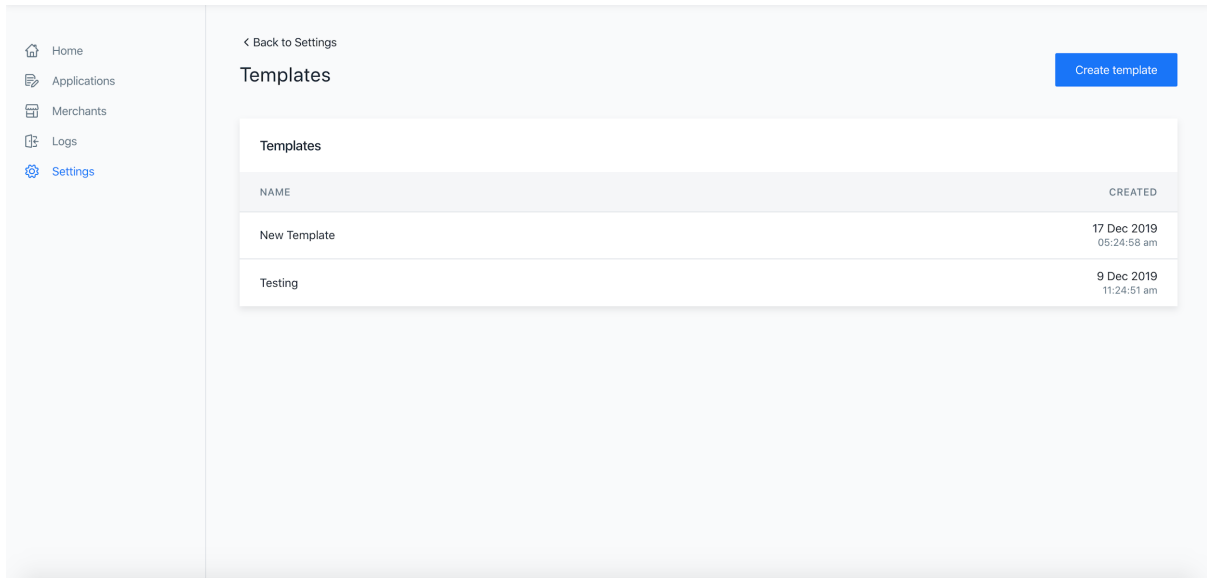 Home
Applications
Merchants
Logs
Settings
Back to Settings
Templates
Create template
Templates
NAME CREATED
New Template 17 Dec 2019
05:24:58 am
Testing 9 Dec 2019
11:24:51 am